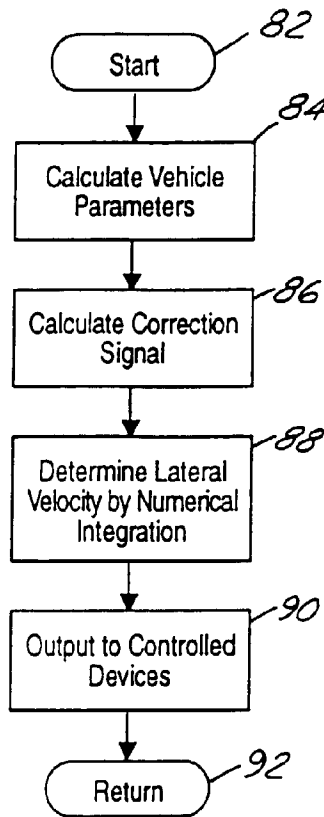 82
Start
84
Calculate Vehicle
Parameters
86
Calculate Correction
Signal
88
Determine Lateral
Velocity by Numerical
Integration
90
Output to Controlled
Devices
92
Return